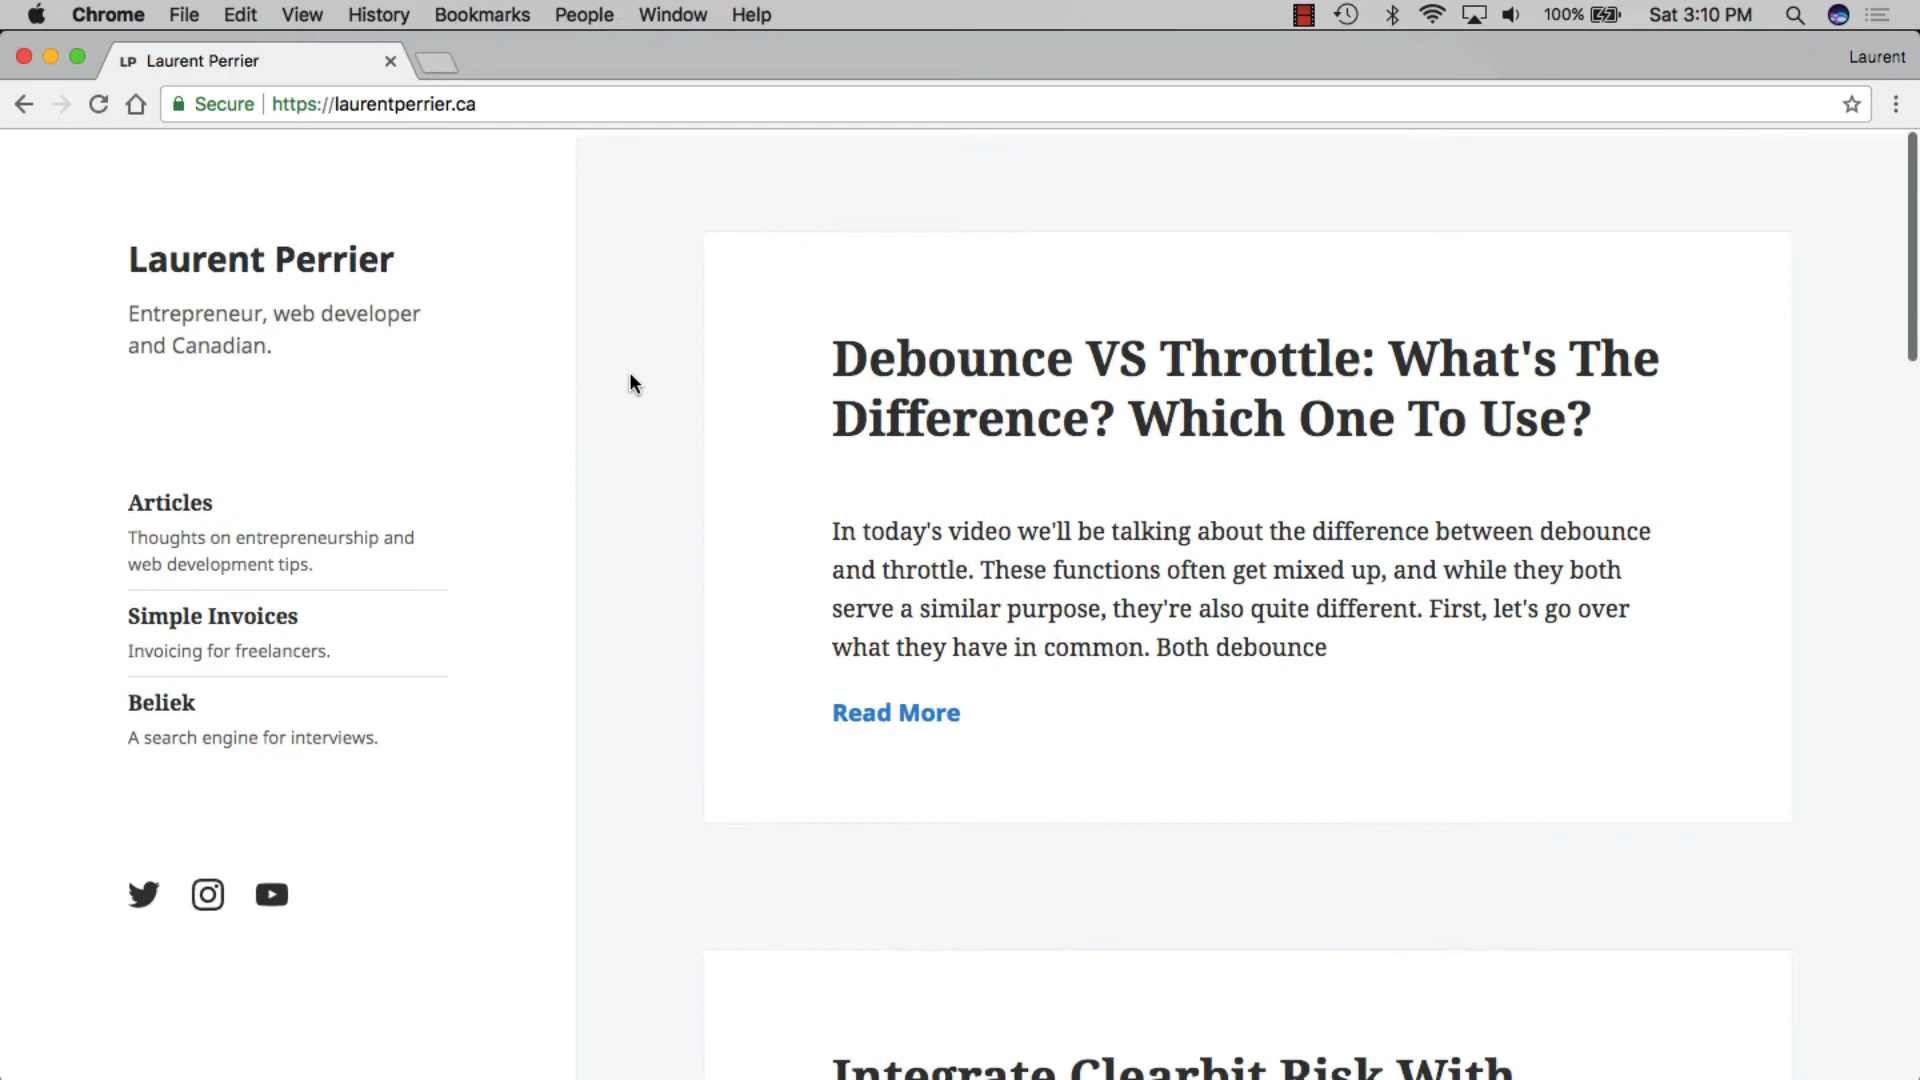 Chrome File Edit View History Bookmarks People Window Help 100% Sat 3:10 PM
LP Laurent Perrier Laurent
Secure https://laurentperrier.ca
Laurent Perrier
Entrepreneur, web developer
and Canadian.
Articles
Thoughts on entrepreneurship and
web development tips.
Simple Invoices
Invoicing for freelancers.
Beliek
A search engine for interviews.
Debounce VS Throttle: What's The
Difference? Which One To Use?
In today's video we'll be talking about the difference between debounce
and throttle. These functions often get mixed up, and while they both
serve a similar purpose, they're also quite different. First, let's go over
what they have in common. Both debounce
Read More
Integrate Clearbit Risk With